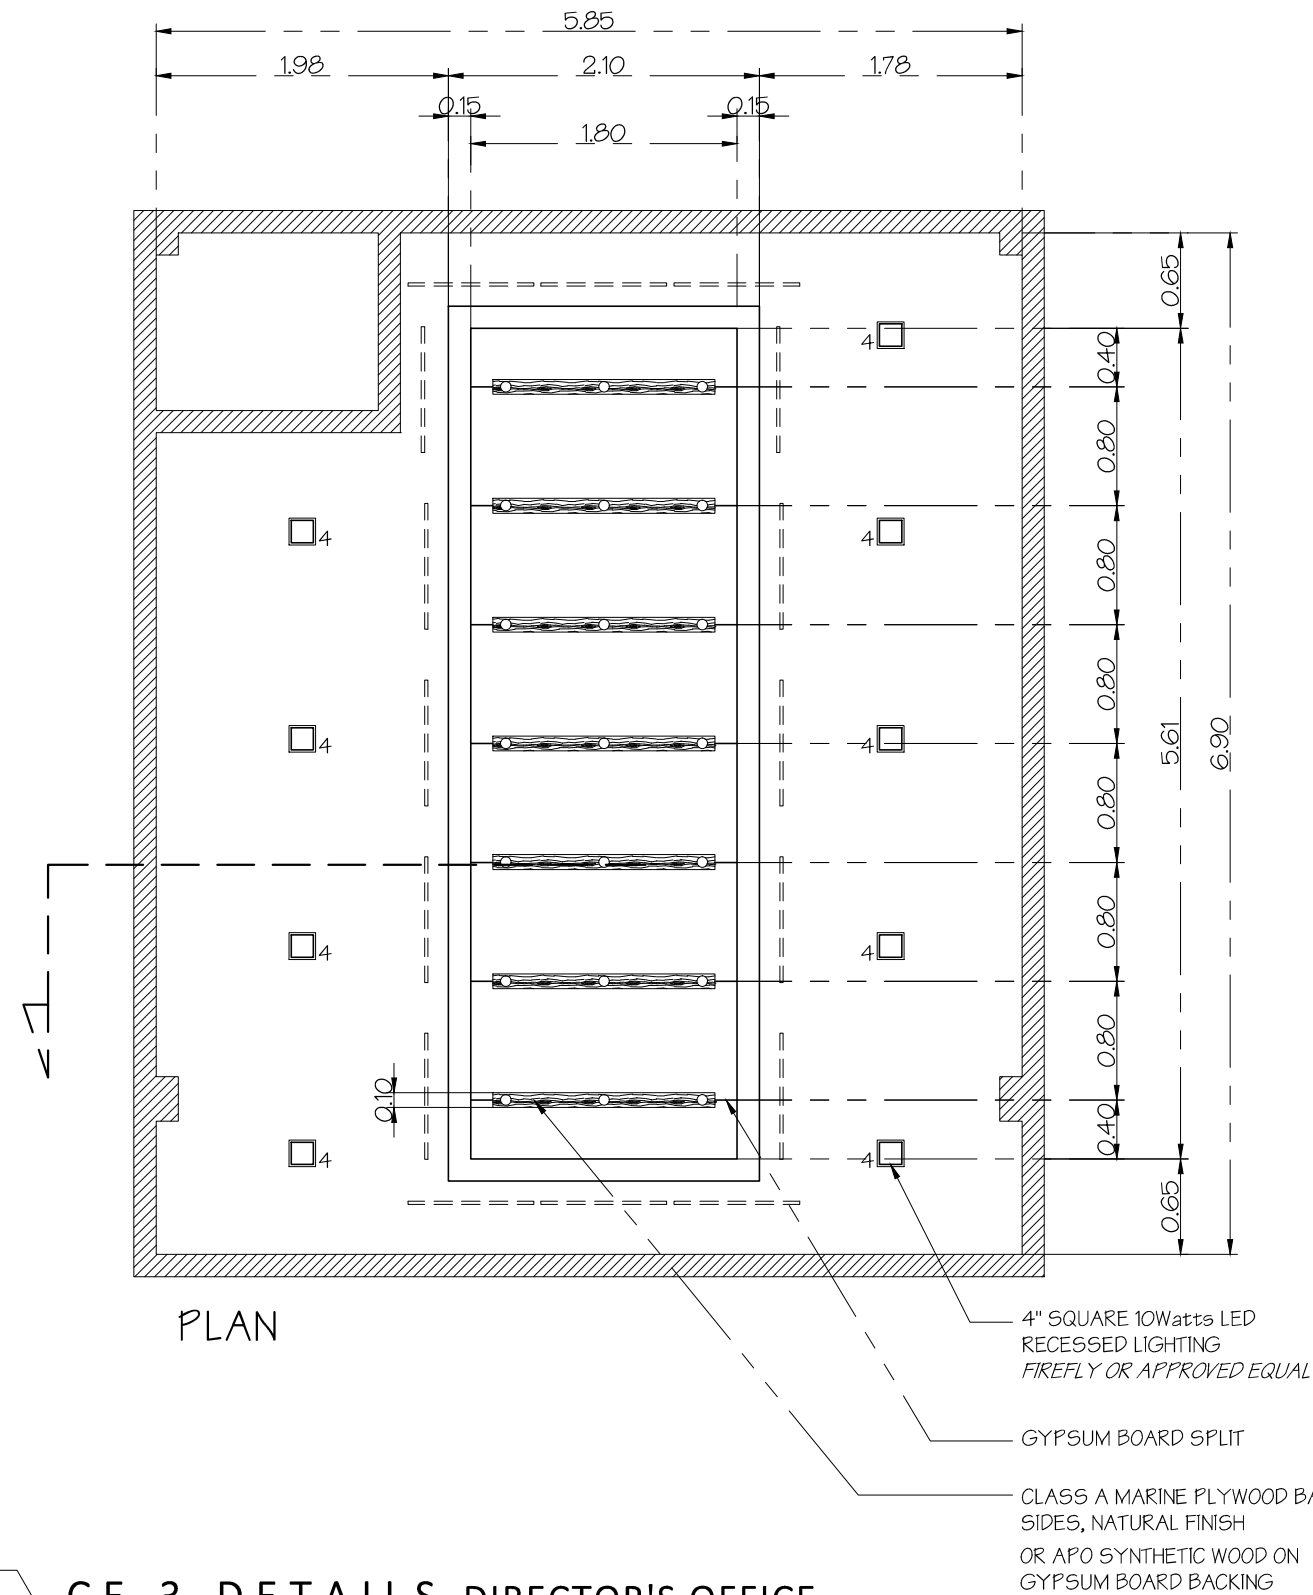 5.85
1.98 2.10 1.78
0.15 0.15
1.80
0.65
0.40
4
0.80
0.80
4 4
0.80
4 4
5.61
6.90
0.80
0.80
4 4
0.80
0.10
0.40
4 4
0.65
PLAN
4" SQUARE 10Watts LED
RECESSED LIGHTING
FIREFLY OR APPROVED EQUAL
GYPSUM BOARD SPLIT
CLASS A MARINE PLYWOOD
SIDES, NATURAL FINISH
OR APO SYNTHETIC WOOD ON
GYPSUM BOARD BACKING
DETAILS DIRECTOR'S OFFICE